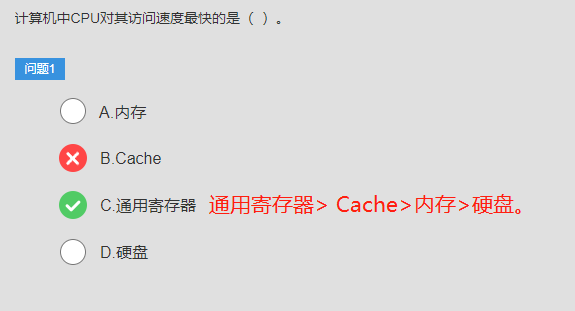 计算机中CPU对其访问速度最快的是（ ）。
问题1
A.内存
B.Cache
C.通用寄存器 通用寄存器> Cache>内存>硬盘。
D.硬盘